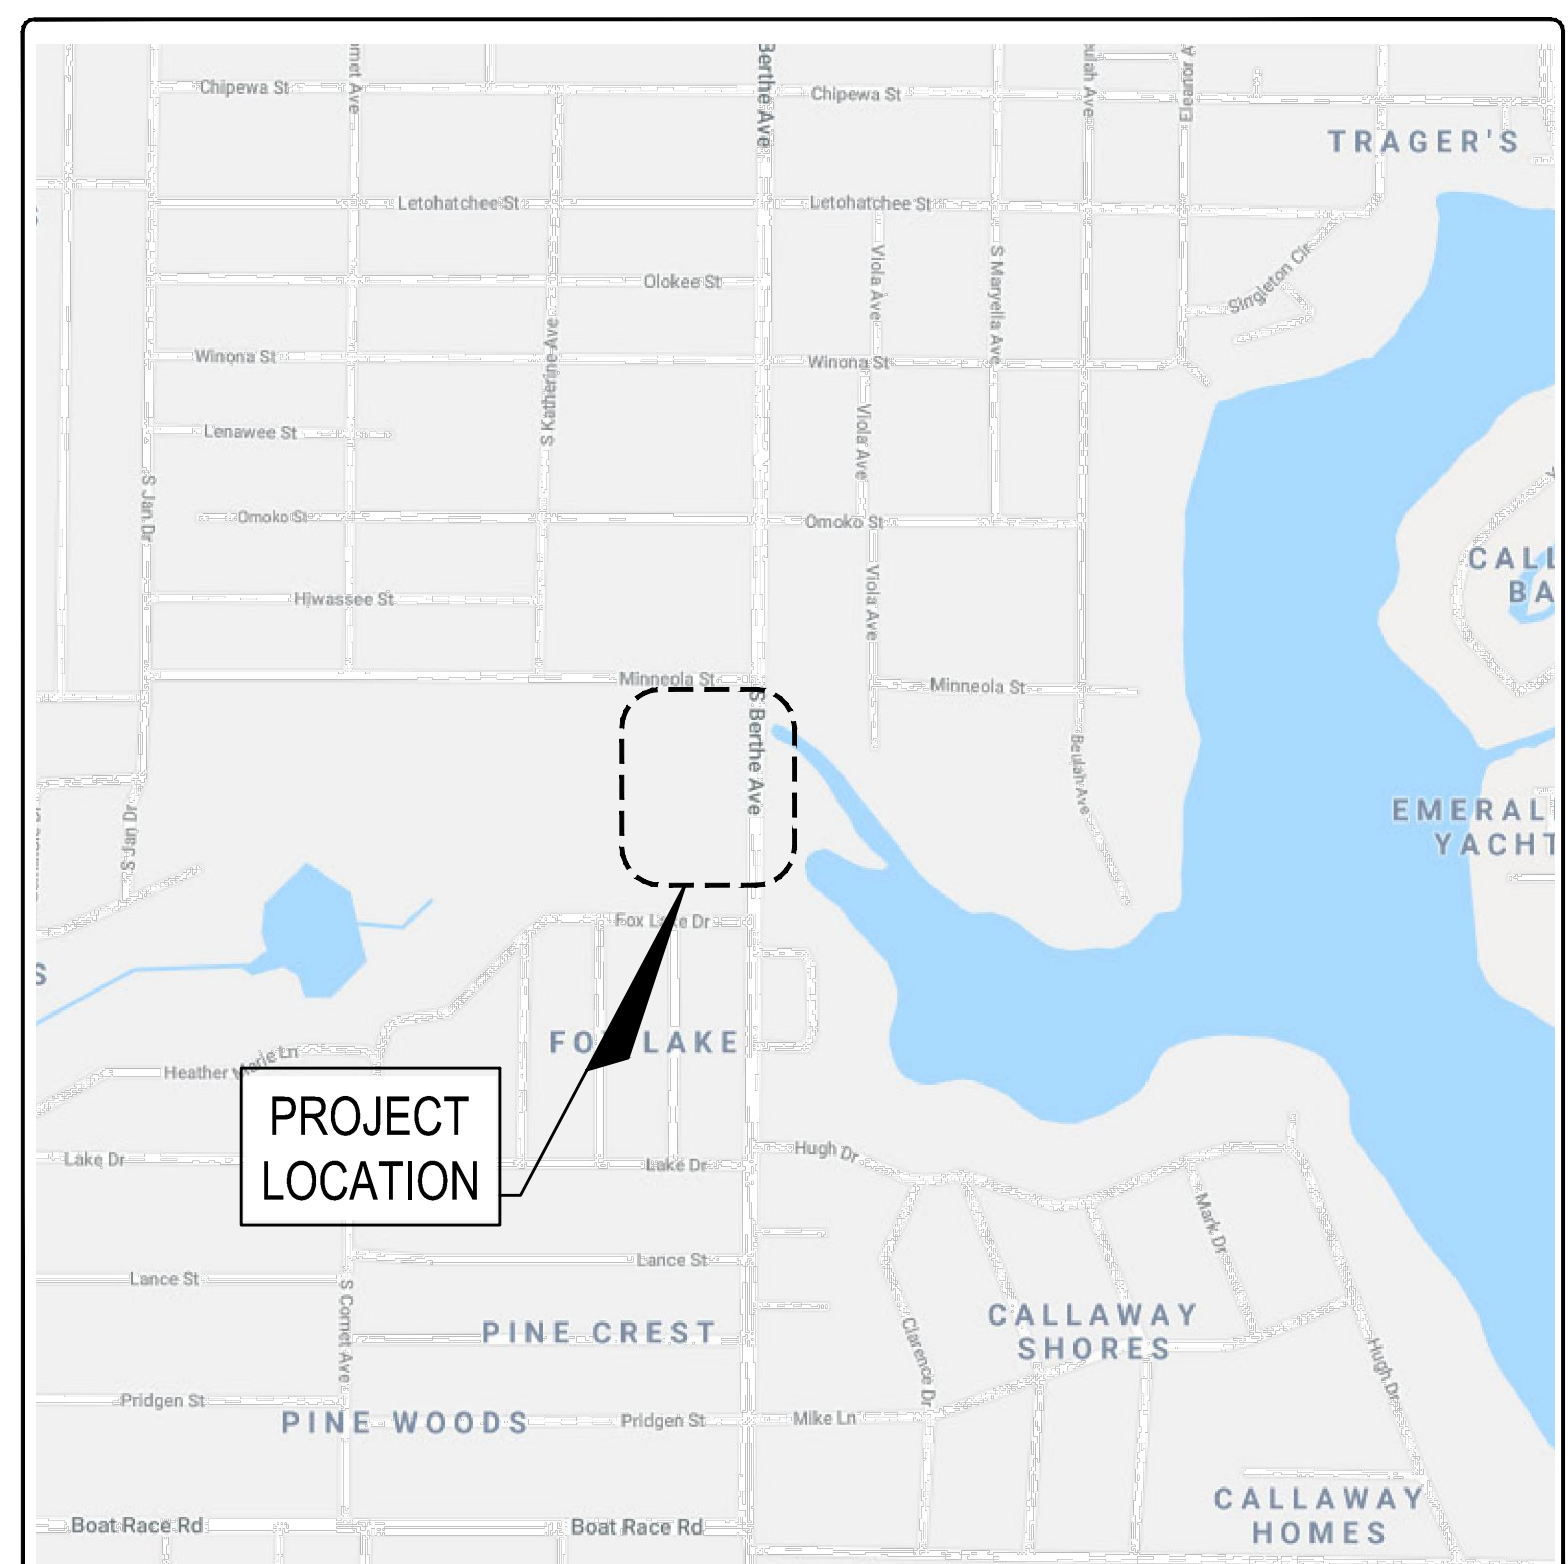 Chipewa St
Berthe Ave
Chipewa St
Eleanor A
TRAGER'S
Letohatchee St
Letohatchee St
Olokee St
Viola Ave
S Maryella Ave
Singleton Cir
Winona St
S Katherine Ave
Winona St
Lenawee St
Viola Ave
S Jan Dr
Omoko St
Omoko St
CALL
BA
Hiwassee St
Viola Ave
Minneola St
Minneola St
S Berthe Ave
Beulah Ave
S Jan Dr
EMERAL
YACHT
Fox Lake Dr
S
FOX LAKE
Heather Marie Ln
PROJECT
LOCATION
Lake Dr
Lake Dr
Hugh Dr
Mark Dr
Lance St
Lance St
S Comet Ave
PINE CREST
CALLAWAY
SHORES
Clarence Dr
Hugh Dr
Pridgen St
PINE WOODS
Pridgen St
Mike Ln
CALLAWAY
HOMES
Boat Race Rd
Boat Race Rd